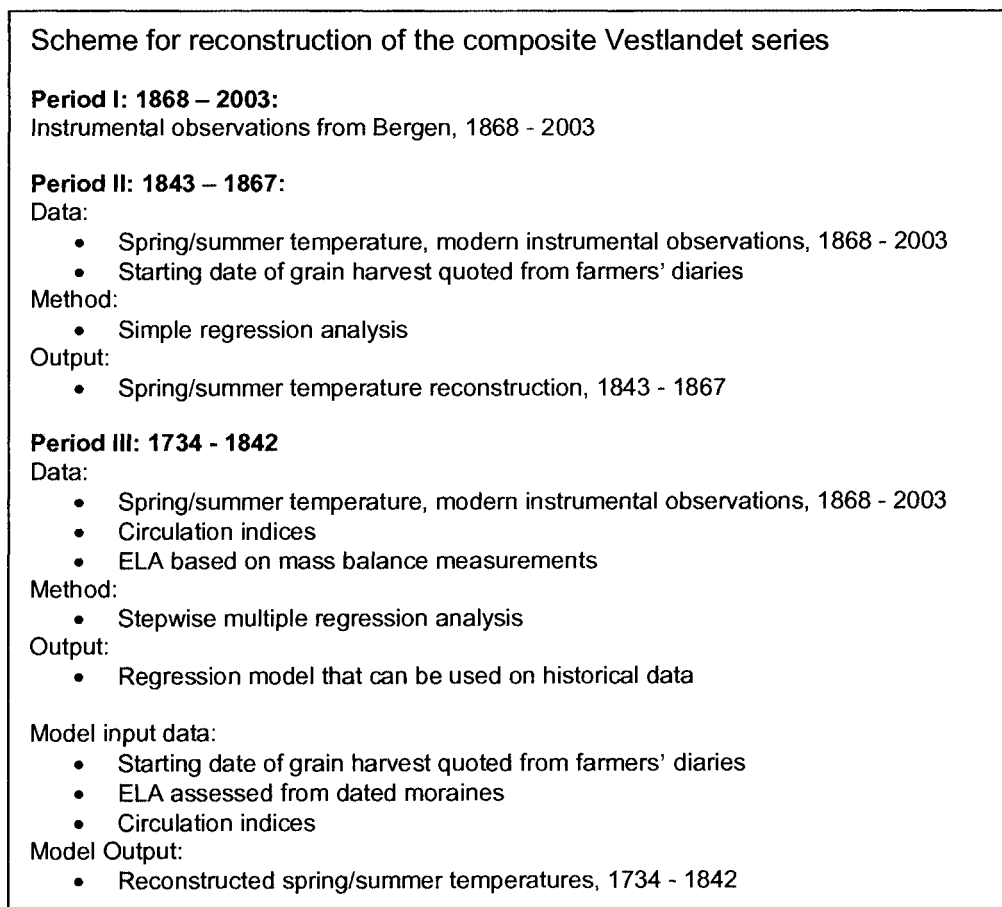 Scheme for reconstruction of the composite Vestlandet series
Period I: 1868 – 2003:
Instrumental observations from Bergen, 1868 - 2003
Period II: 1843 – 1867:
Data:
• Spring/summer temperature, modern instrumental observations, 1868 - 2003
• Starting date of grain harvest quoted from farmers' diaries
Method:
• Simple regression analysis
Output:
• Spring/summer temperature reconstruction, 1843 - 1867
Period III: 1734 - 1842
Data:
• Spring/summer temperature, modern instrumental observations, 1868 - 2003
• Circulation indices
• ELA based on mass balance measurements
Method:
• Stepwise multiple regression analysis
Output:
• Regression model that can be used on historical data
Model input data:
• Starting date of grain harvest quoted from farmers' diaries
• ELA assessed from dated moraines
• Circulation indices
Model Output:
• Reconstructed spring/summer temperatures, 1734 - 1842